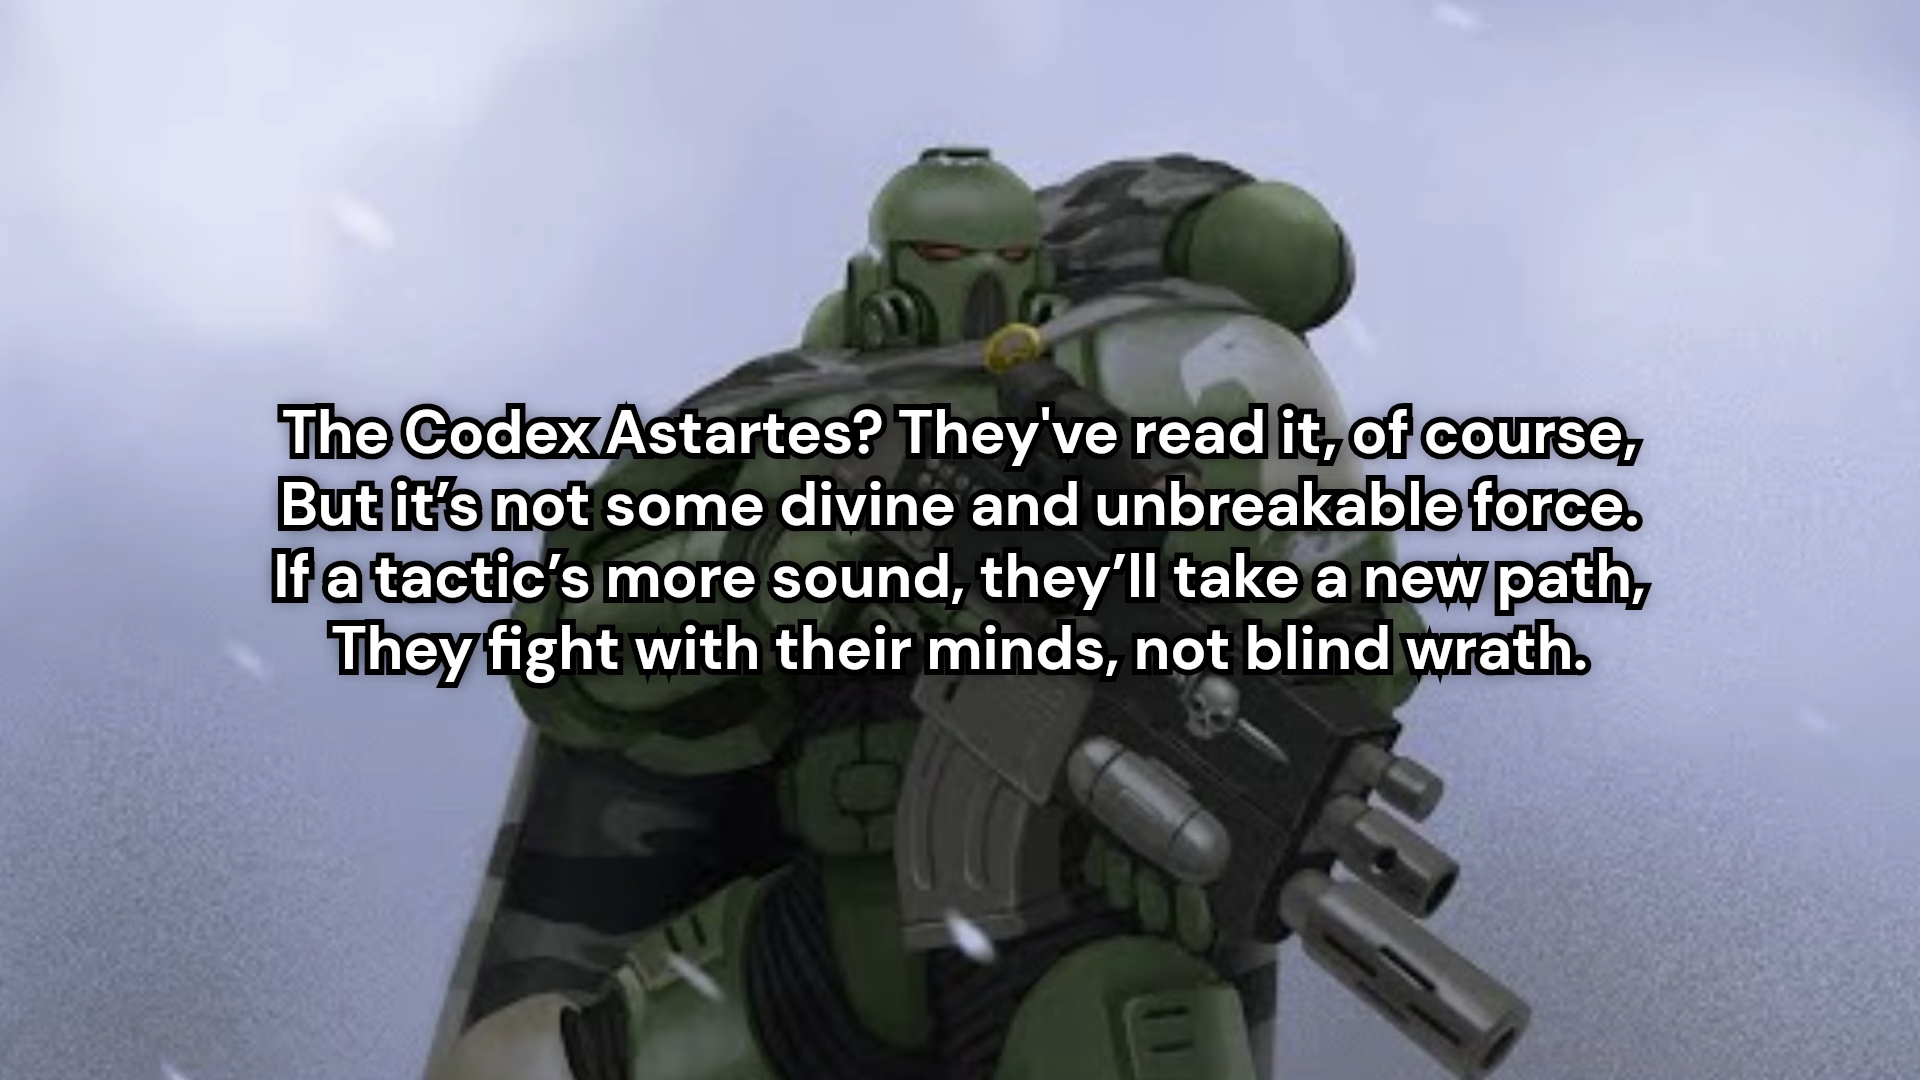 The Codex Astartes? They've read it, of course,
But it’s not some divine and unbreakable force.
If a tactic’s more sound, they’ll take a new path,
They fight with their minds, not blind wrath.